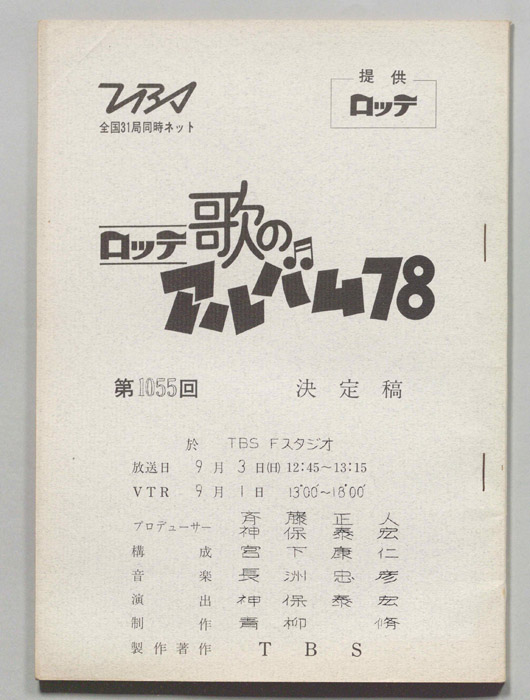 TBS
全国31局同時ネット
提供
ロッテ
ロッテ 歌の
アルバム78
第1055回 決定稿
於 TBS Fスタジオ
放送日 9月3日(日) 12:45～13:15
VTR 9月1日 13:00～18:00
プロデューサー 斉藤正人
神保泰宏
構成 宮下康仁
音楽 長洲忠彦
演出 神保泰宏
制作 青柳脩
製作著作 TBS